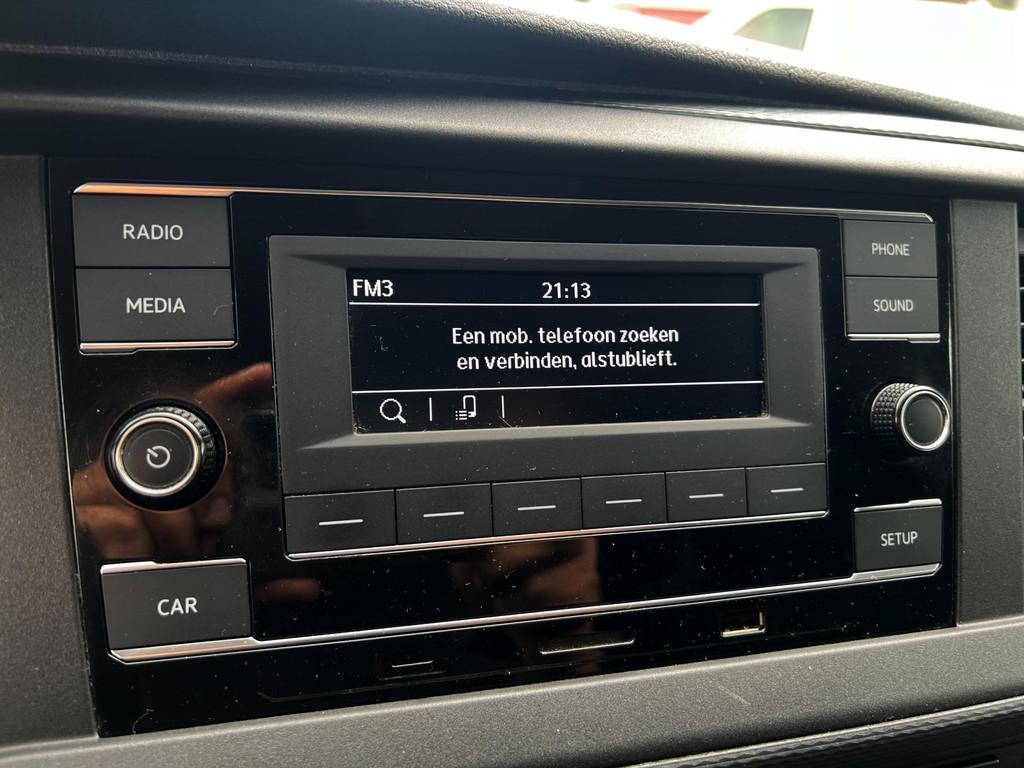 RADIO
MEDIA
FM3 21:13
Een mob. telefoon zoeken
en verbinden, alstublieft.
PHONE
SOUND
SETUP
CAR